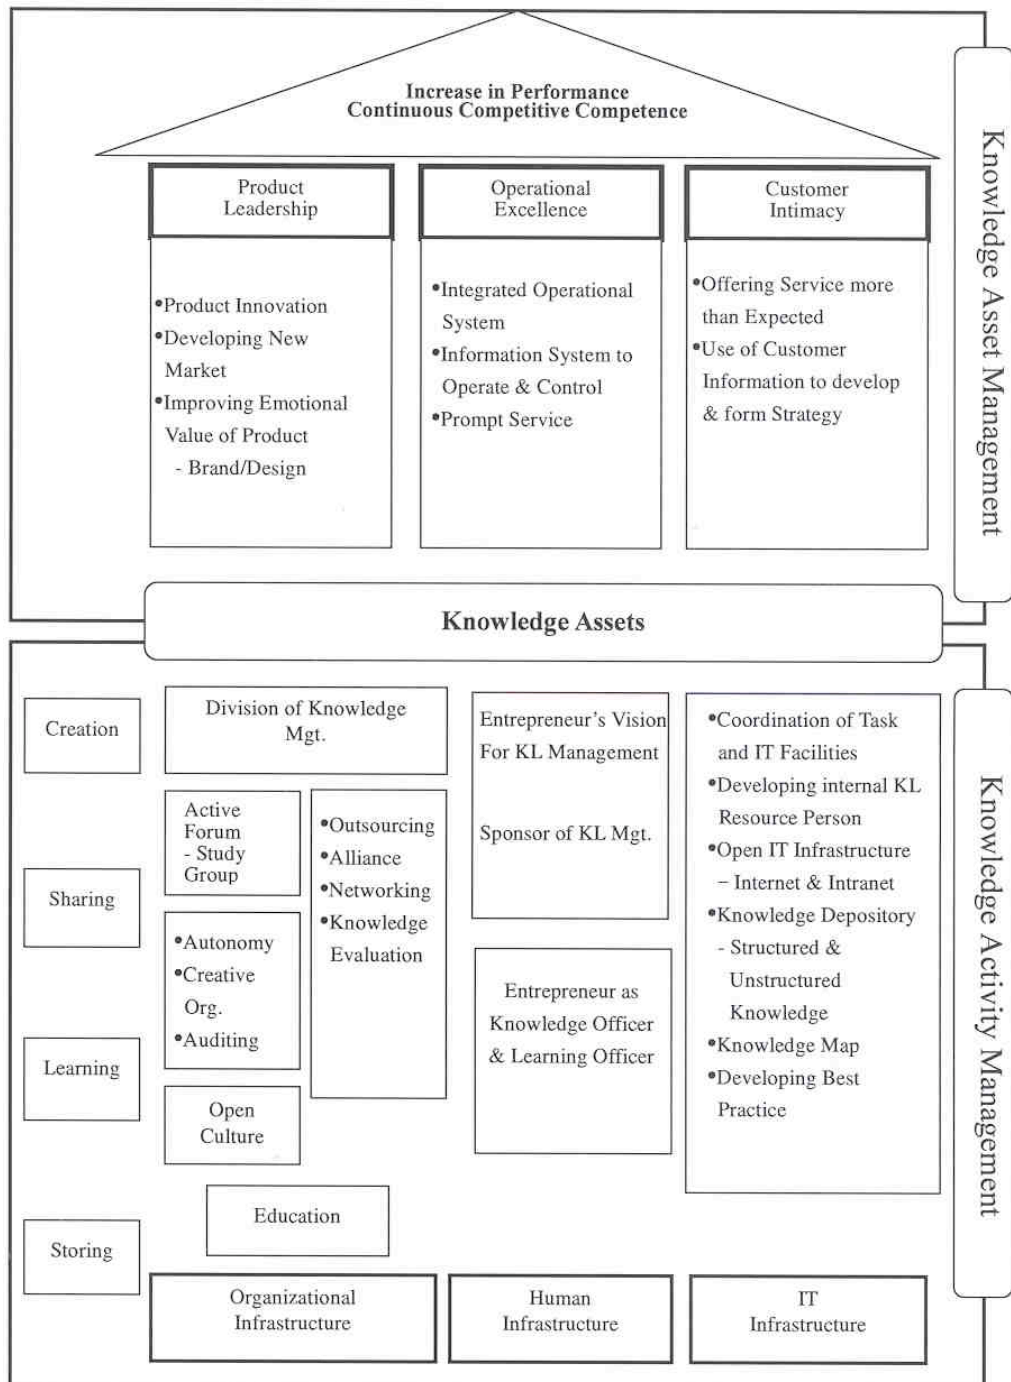 Increase in Performance
Continuous Competitive Competence
Product
Leadership
•Product Innovation
•Developing New
Market
•Improving Emotional
Value of Product
- Brand/Design
Operational
Excellence
•Integrated Operational
System
•Information System to
Operate & Control
•Prompt Service
Customer
Intimacy
•Offering Service more
than Expected
•Use of Customer
Information to develop
& form Strategy
Knowledge Asset Management
Knowledge Assets
Creation
Sharing
Learning
Storing
Division of Knowledge
Mgt.
Active
Forum
- Study
Group
•Autonomy
•Creative
Org.
•Auditing
Open
Culture
•Outsourcing
•Alliance
•Networking
•Knowledge
Evaluation
Education
Organizational
Infrastructure
Entrepreneur's Vision
For KL Management
Sponsor of KL Mgt.
Entrepreneur as
Knowledge Officer
& Learning Officer
Human
Infrastructure
•Coordination of Task
and IT Facilities
•Developing internal KL
Resource Person
•Open IT Infrastructure
– Internet & Intranet
•Knowledge Depository
- Structured &
Unstructured
Knowledge
•Knowledge Map
•Developing Best
Practice
IT
Infrastructure
Knowledge Activity Management